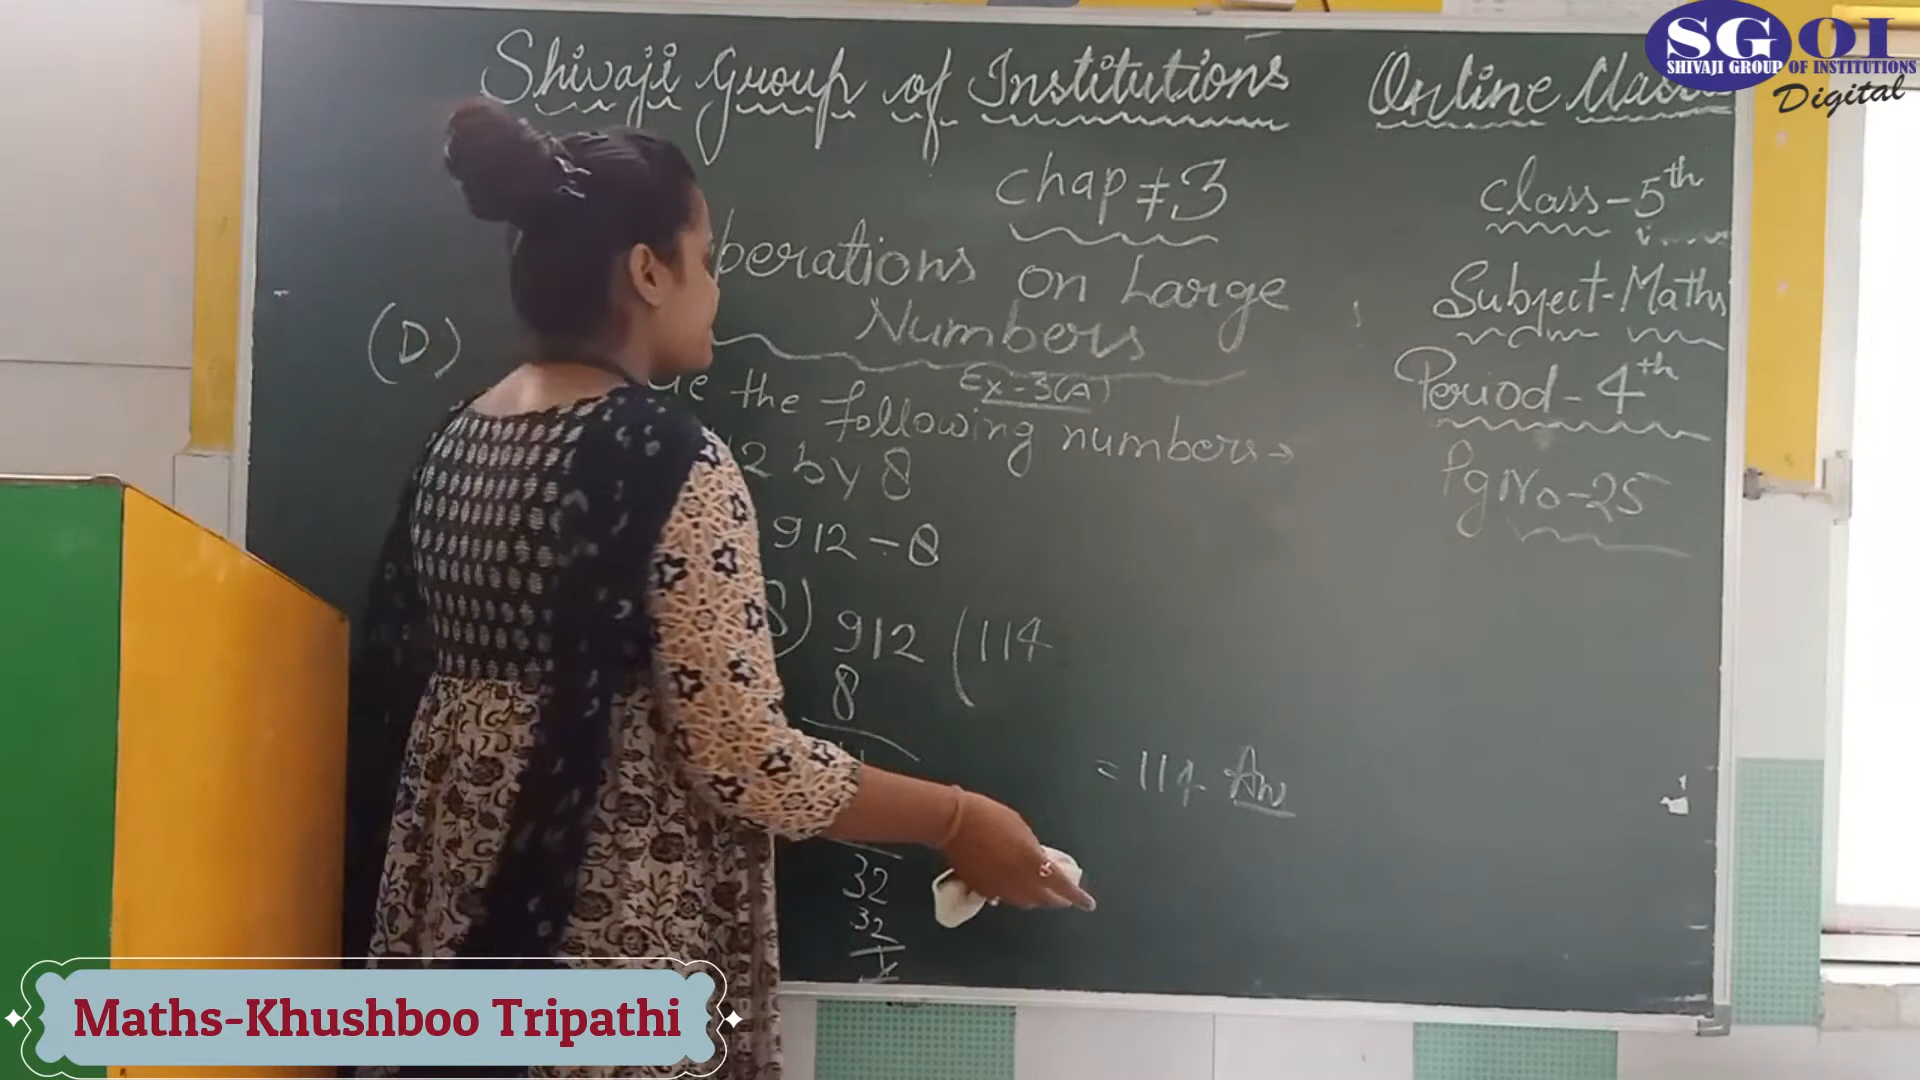 Shivaji Group of Institutions Online Class
SGOI
SHIVAJI GROUP OF INSTITUTIONS
Digital
Chap # 3
Class-5th
perations on Large
Numbers
Subject-Maths
(D)
Ex-3(A)
Period-4th
the following numbers→
Pg No-25
2 by 8
912 ÷ 8
8) 912 (114
8
= 114 Ans
32
32
x
Maths-Khushboo Tripathi